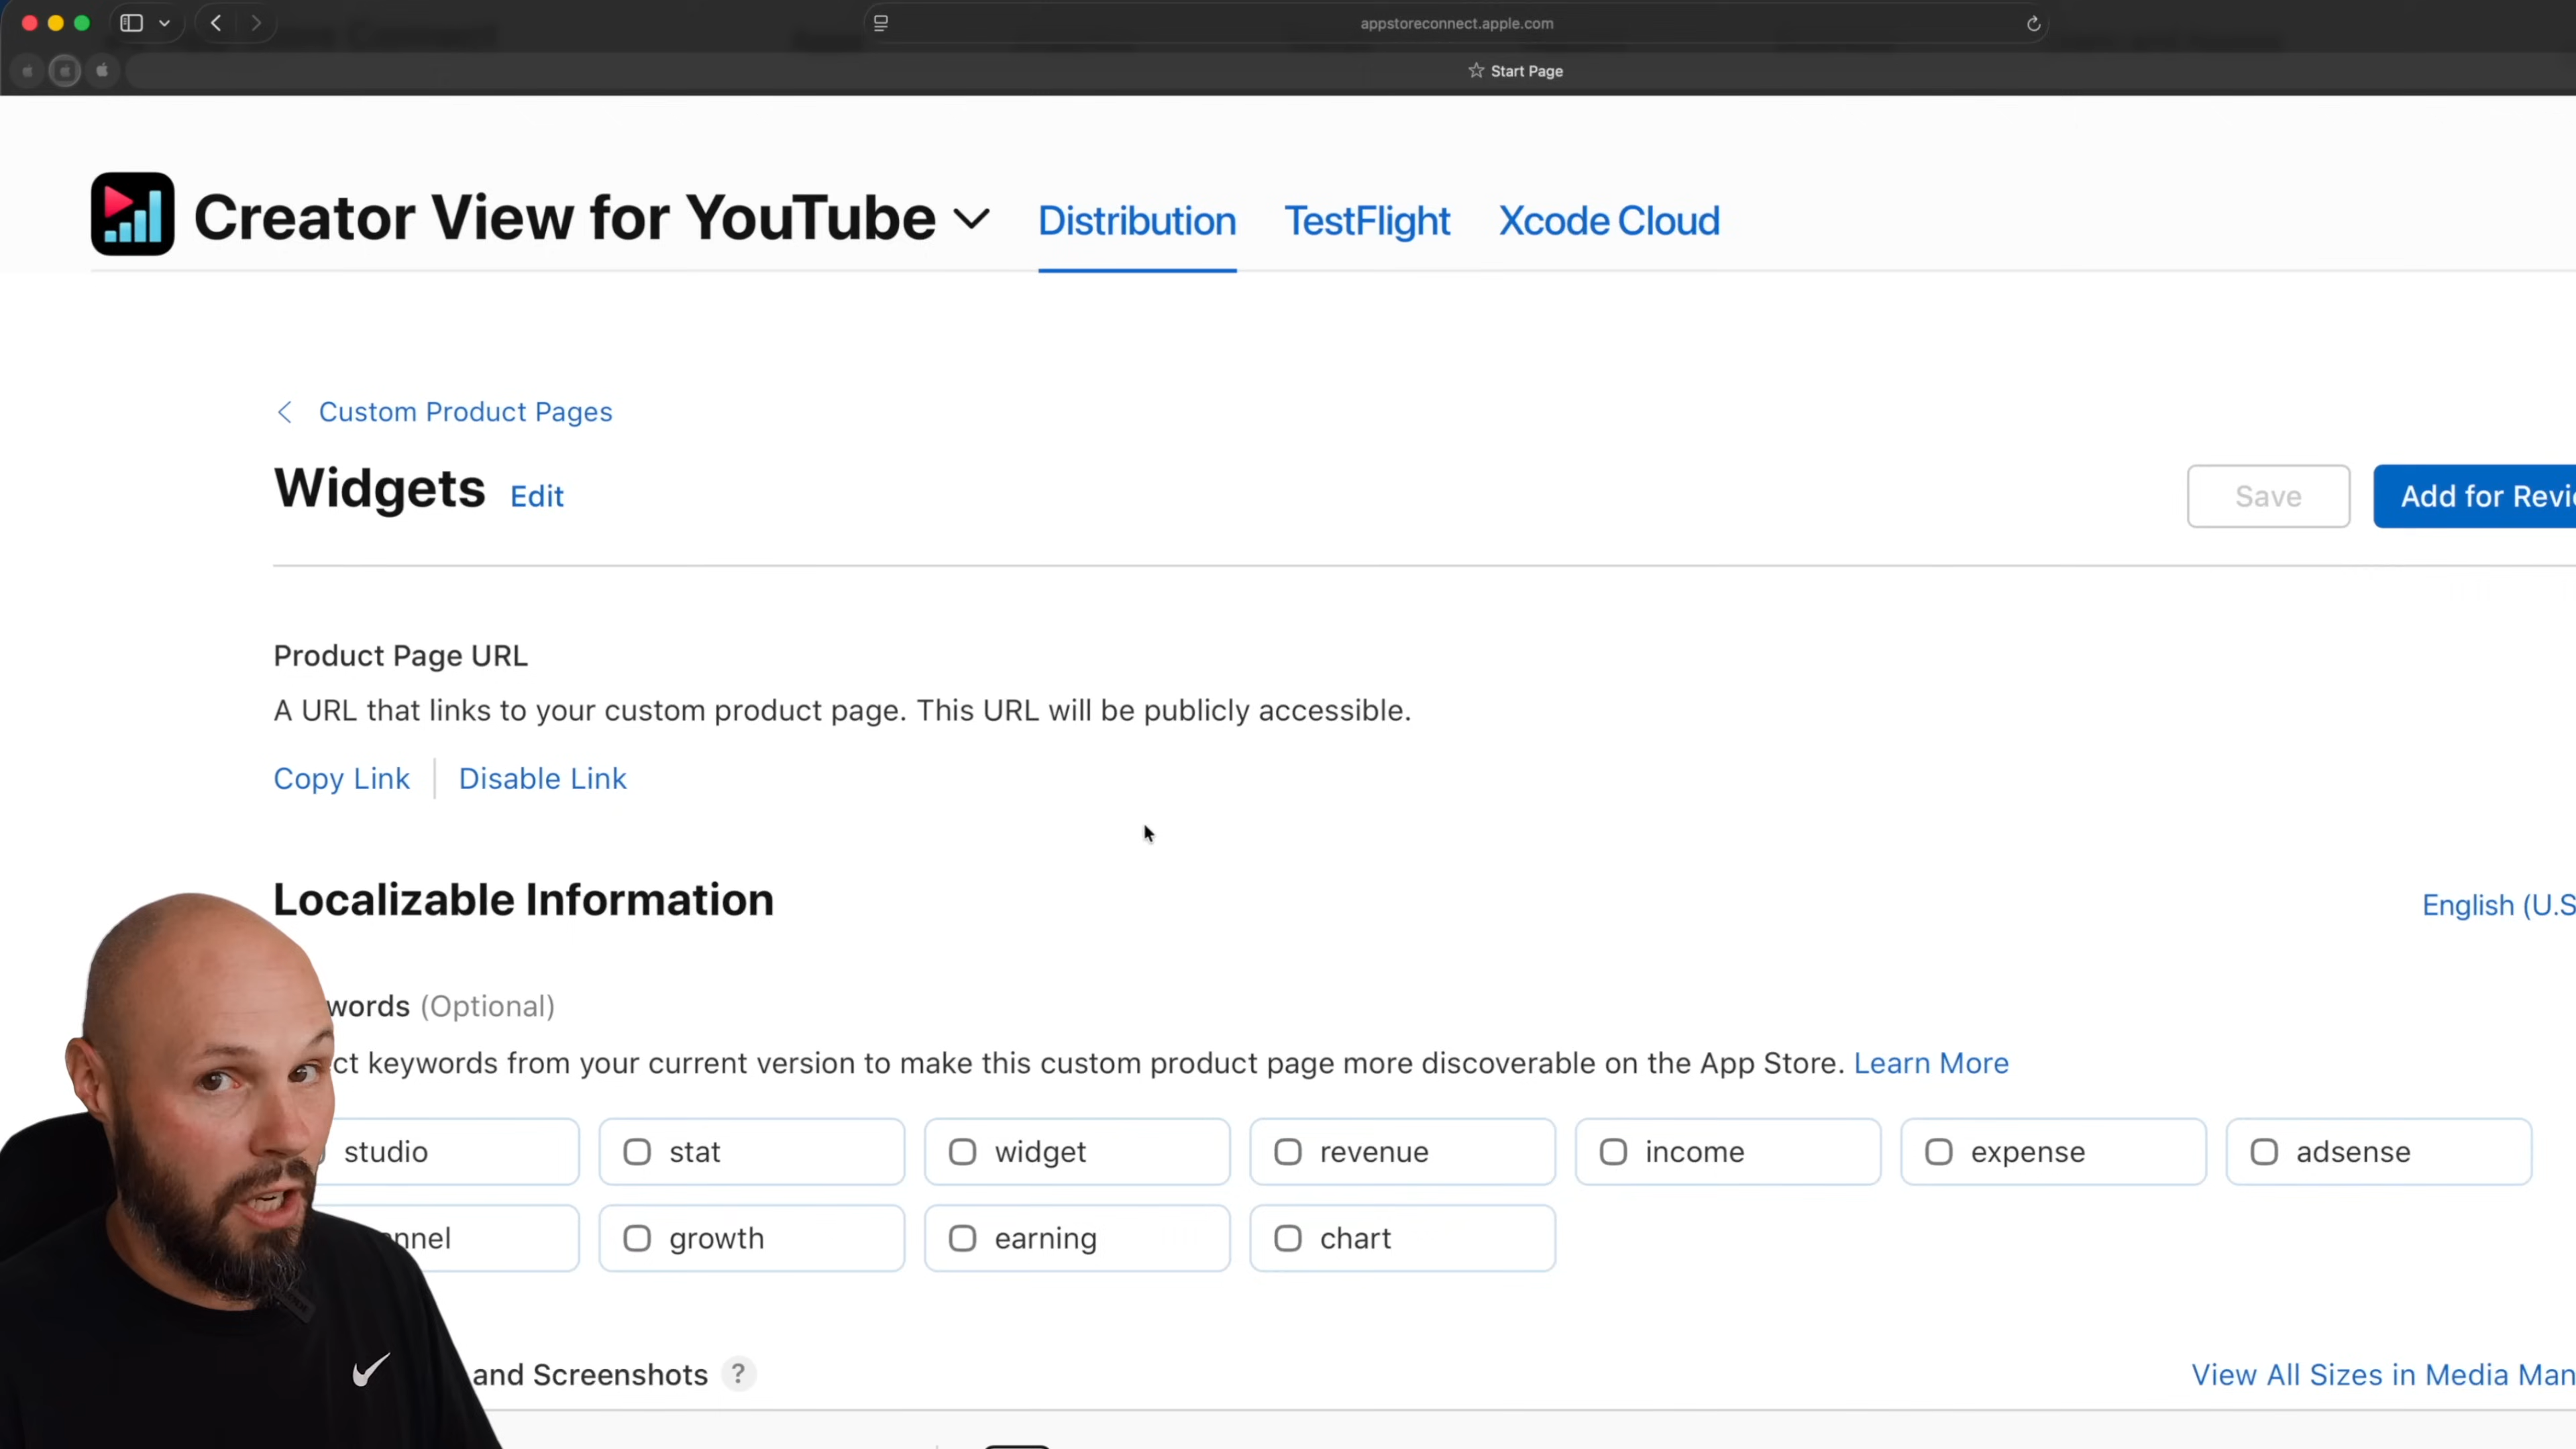 appstoreconnect.apple.com
Start Page
Creator View for YouTube
Distribution
TestFlight
Xcode Cloud
Custom Product Pages
Widgets Edit
Save
Add for Revi
Product Page URL
A URL that links to your custom product page. This URL will be publicly accessible.
Copy Link
Disable Link
Localizable Information
English (U.S
words (Optional)
ct keywords from your current version to make this custom product page more discoverable on the App Store. Learn More
studio
stat
widget
revenue
income
expense
adsense
nnel
growth
earning
chart
and Screenshots ?
View All Sizes in Media Man